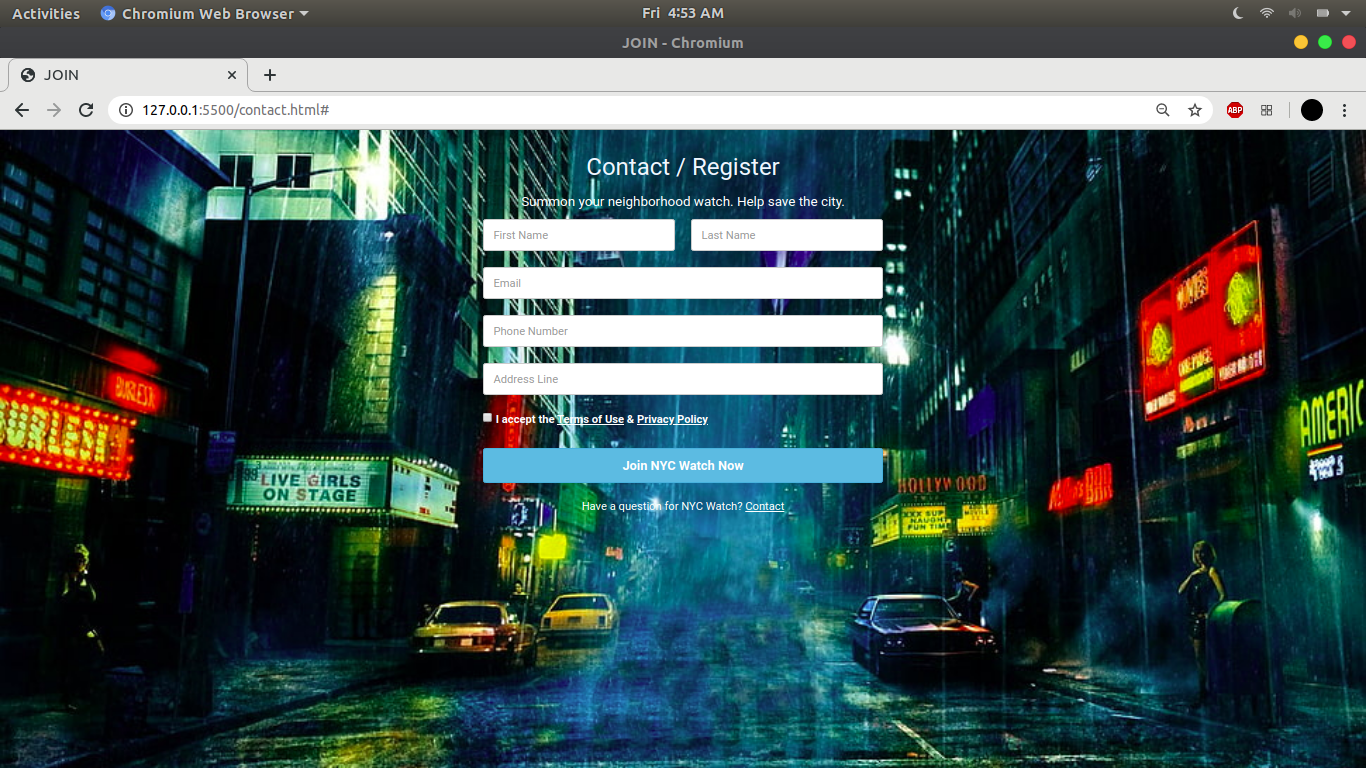 Activities Chromium Web Browser Fri 4:53 AM
JOIN - Chromium
JOIN
127.0.0.1:5500/contact.html# ABP
Contact / Register
Summon your neighborhood watch. Help save the city.
First Name Last Name
Email
Phone Number
Address Line
I accept the Terms of Use & Privacy Policy
Join NYC Watch Now
Have a question for NYC Watch? Contact
MOVIES
AMERIC
LIVE GIRLS
ON STAGE
HOLLYWOOD
XXX SUP
NAUGHT
FUN TIME